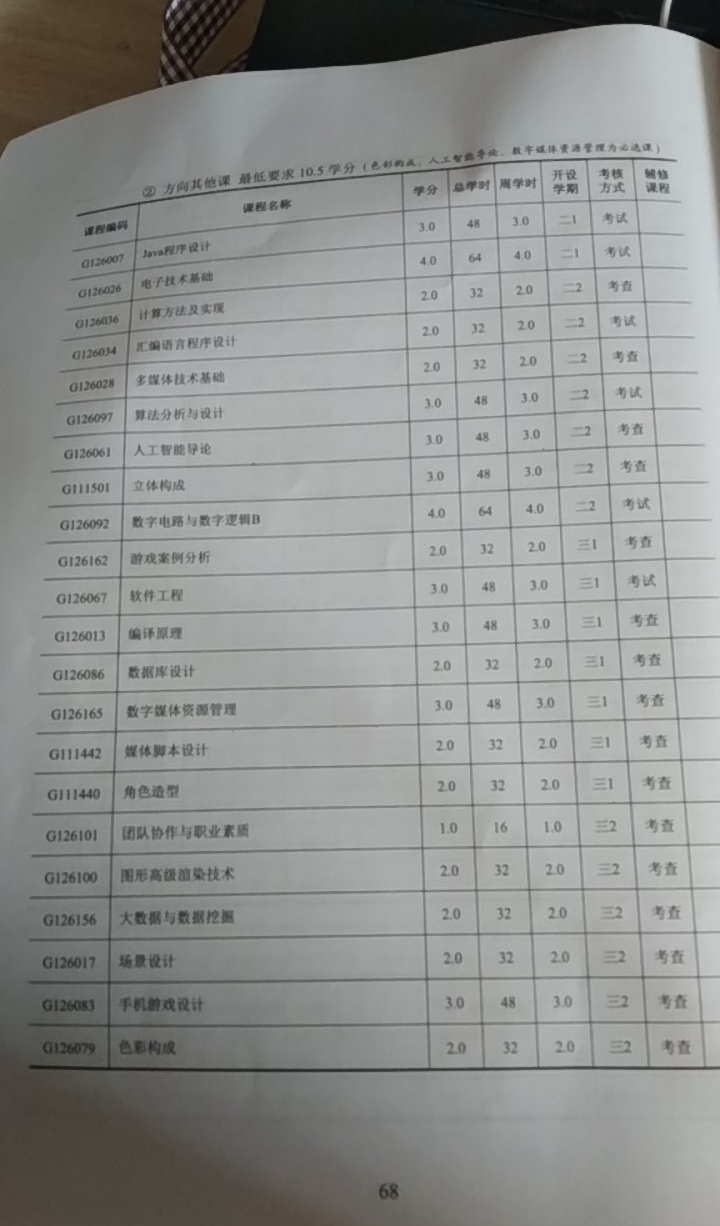 ② 方向其他课 最低要求 10.5 学分（色彩构成、人工智能导论、数字媒体资源管理为必选课）
课程编码 课程名称 学分 总学时 周学时 开设学期 考核方式 辅修课程
G126007 Java程序设计 3.0 48 3.0 二1 考试
G126026 电子技术基础 4.0 64 4.0 二1 考试
G126036 计算方法及实现 2.0 32 2.0 二2 考查
G126034 汇编语言程序设计 2.0 32 2.0 二2 考试
G126028 多媒体技术基础 2.0 32 2.0 二2 考查
G126097 算法分析与设计 3.0 48 3.0 二2 考试
G126061 人工智能导论 3.0 48 3.0 二2 考查
G111501 立体构成 3.0 48 3.0 二2 考查
G126092 数字电路与数字逻辑B 4.0 64 4.0 二2 考试
G126162 游戏案例分析 2.0 32 2.0 三1 考查
G126067 软件工程 3.0 48 3.0 三1 考试
G126013 编译原理 3.0 48 3.0 三1 考查
G126086 数据库设计 2.0 32 2.0 三1 考查
G126165 数字媒体资源管理 3.0 48 3.0 三1 考查
G111442 媒体脚本设计 2.0 32 2.0 三1 考查
G111440 角色造型 2.0 32 2.0 三1 考查
G126101 团队协作与职业素质 1.0 16 1.0 三2 考查
G126100 图形高级渲染技术 2.0 32 2.0 三2 考查
G126156 大数据与数据挖掘 2.0 32 2.0 三2 考查
G126017 场景设计 2.0 32 2.0 三2 考查
G126083 手机游戏设计 3.0 48 3.0 三2 考查
G126079 色彩构成 2.0 32 2.0 三2 考查
68